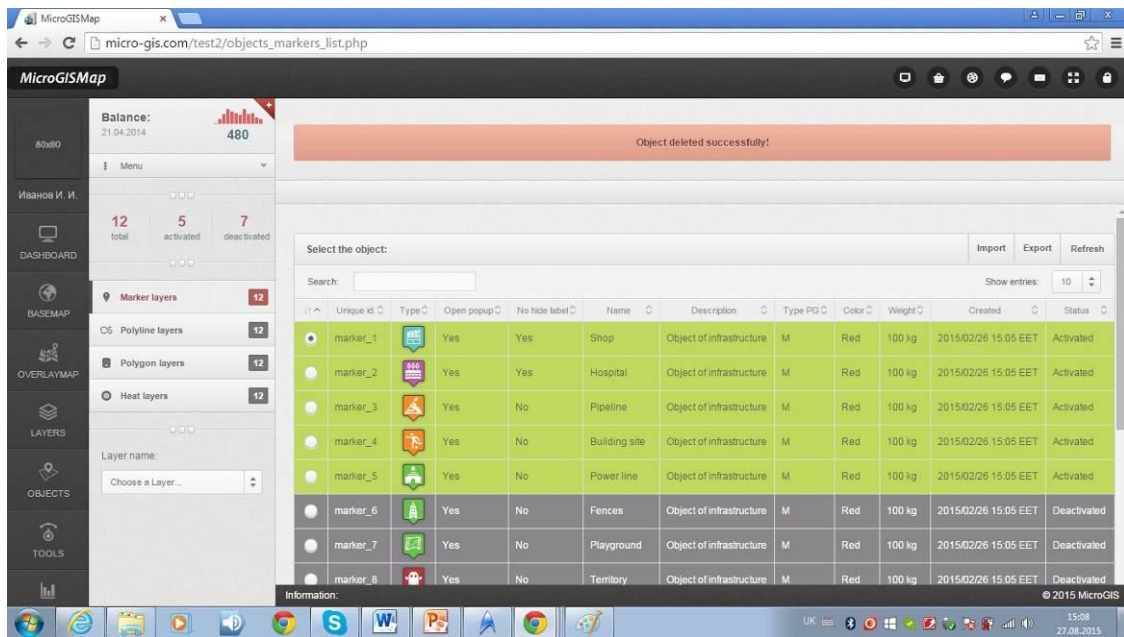 MicroGISMap
micro-gis.com/test2/objects_markers_list.php
MicroGISMap
80x80
Иванов И. И.
DASHBOARD
BASEMAP
OVERLAYMAP
LAYERS
OBJECTS
TOOLS
Balance:
21.04.2014
480
Menu
12 5 7
total activated deactivated
Marker layers 12
Polyline layers 12
Polygon layers 12
Heat layers 12
Layer name:
Choose a Layer...
Object deleted successfully!
Select the object: Import Export Refresh
Search: Show entries: 10
Unique id Type Open popup No hide label Name Description Type PG Color Weight Created Status
marker_1 Yes Yes Shop Object of infrastructure M Red 100 kg 2015/02/26 15:05 EET Activated
marker_2 Yes Yes Hospital Object of infrastructure M Red 100 kg 2015/02/26 15:05 EET Activated
marker_3 Yes No Pipeline Object of infrastructure M Red 100 kg 2015/02/26 15:05 EET Activated
marker_4 Yes No Building site Object of infrastructure M Red 100 kg 2015/02/26 15:05 EET Activated
marker_5 Yes No Power line Object of infrastructure M Red 100 kg 2015/02/26 15:05 EET Activated
marker_6 Yes No Fences Object of infrastructure M Red 100 kg 2015/02/26 15:05 EET Deactivated
marker_7 Yes No Playground Object of infrastructure M Red 100 kg 2015/02/26 15:05 EET Deactivated
marker_8 Yes No Territory Object of infrastructure M Red 100 kg 2015/02/26 15:05 EET Deactivated
Information: © 2015 MicroGIS
UK 15:08
27.08.2015